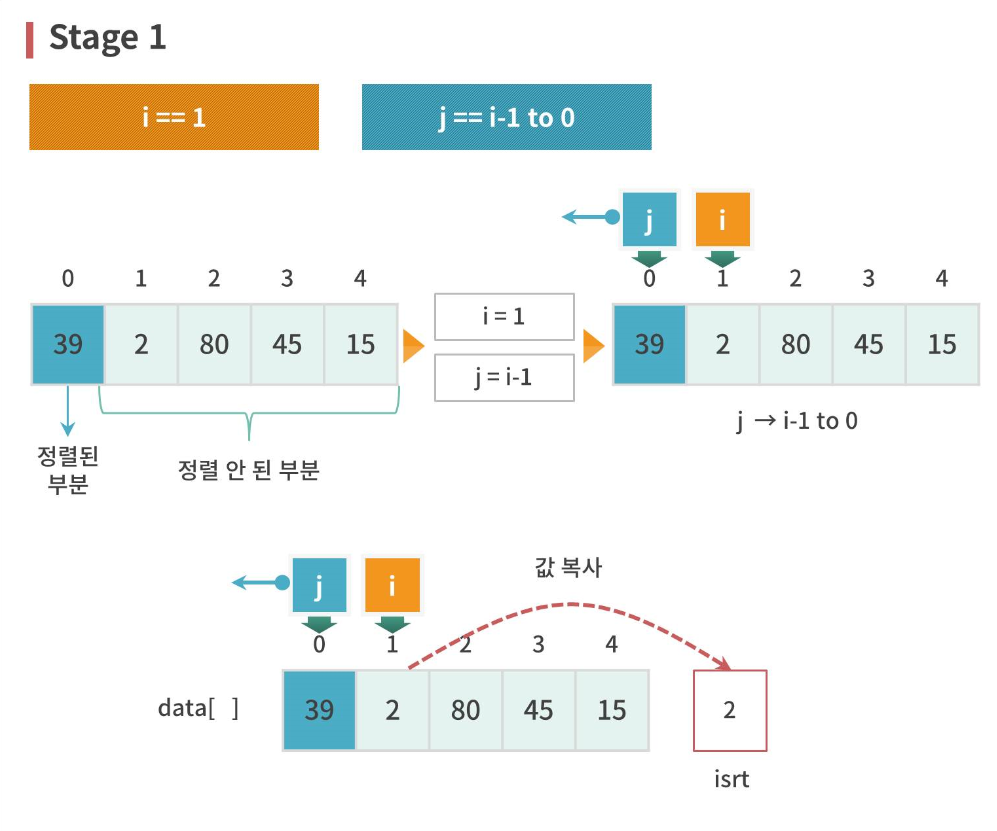 Stage 1
i == 1
j == i-1 to 0
j i
0 1 2 3 4
0 1 2 3 4
39 2 80 45 15
i = 1
j = i-1
39 2 80 45 15
j → i-1 to 0
정렬된
부분
정렬 안 된 부분
값 복사
j i
0 1 2 3 4
data[ ]
39 2 80 45 15
2
isrt